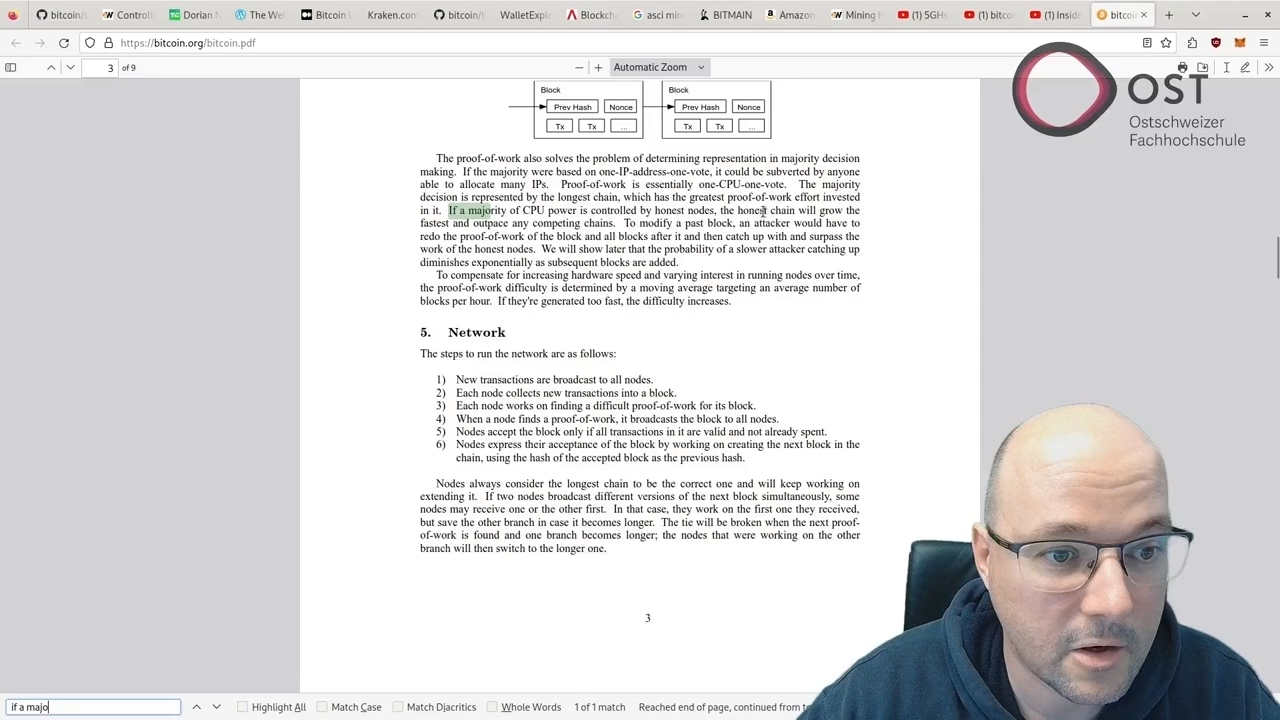 bitcoin/s
Controll
Dorian N
The Wel
Bitcoin
Kraken.com
bitcoin/b
WalletExplo
Blockcha
asci min
BITMAIN
Amazon
Mining h
(1) 5GHs
(1) bitco
(1) Inside
bitcoin
https://bitcoin.org/bitcoin.pdf
3 of 9
Automatic Zoom
OST
Ostschweizer
Fachhochschule
Block
Block
Prev Hash Nonce
Prev Hash Nonce
Tx Tx ...
Tx Tx ...
The proof-of-work also solves the problem of determining representation in majority decision
making. If the majority were based on one-IP-address-one-vote, it could be subverted by anyone
able to allocate many IPs. Proof-of-work is essentially one-CPU-one-vote. The majority
decision is represented by the longest chain, which has the greatest proof-of-work effort invested
in it. If a majority of CPU power is controlled by honest nodes, the honest chain will grow the
fastest and outpace any competing chains. To modify a past block, an attacker would have to
redo the proof-of-work of the block and all blocks after it and then catch up with and surpass the
work of the honest nodes. We will show later that the probability of a slower attacker catching up
diminishes exponentially as subsequent blocks are added.
To compensate for increasing hardware speed and varying interest in running nodes over time,
the proof-of-work difficulty is determined by a moving average targeting an average number of
blocks per hour. If they're generated too fast, the difficulty increases.
5. Network
The steps to run the network are as follows:
1) New transactions are broadcast to all nodes.
2) Each node collects new transactions into a block.
3) Each node works on finding a difficult proof-of-work for its block.
4) When a node finds a proof-of-work, it broadcasts the block to all nodes.
5) Nodes accept the block only if all transactions in it are valid and not already spent.
6) Nodes express their acceptance of the block by working on creating the next block in the
chain, using the hash of the accepted block as the previous hash.
Nodes always consider the longest chain to be the correct one and will keep working on
extending it. If two nodes broadcast different versions of the next block simultaneously, some
nodes may receive one or the other first. In that case, they work on the first one they received,
but save the other branch in case it becomes longer. The tie will be broken when the next proof-
of-work is found and one branch becomes longer; the nodes that were working on the other
branch will then switch to the longer one.
3
if a majo
Highlight All
Match Case
Match Diacritics
Whole Words
1 of 1 match
Reached end of page, continued from to